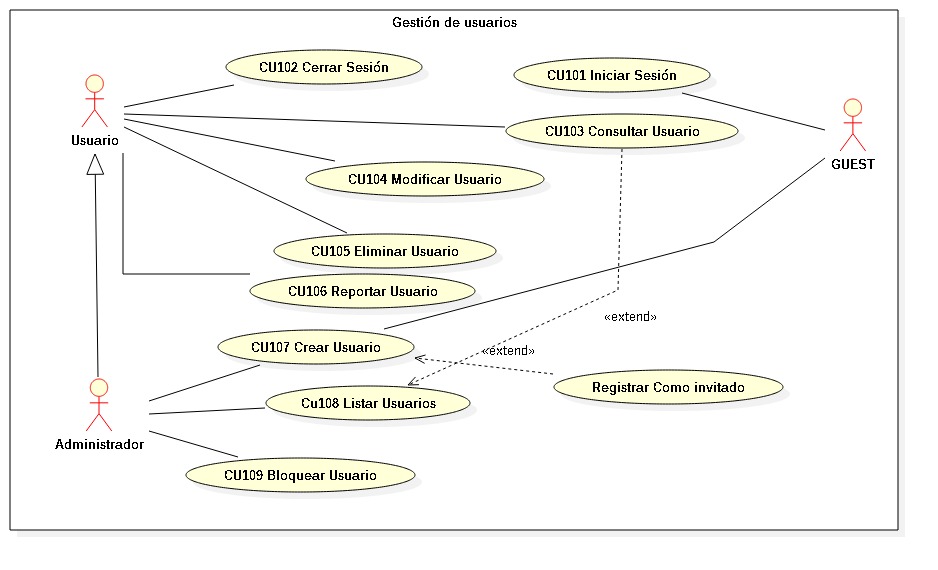 Gestión de usuarios
CU102 Cerrar Sesión
CU101 Iniciar Sesión
Usuario
CU103 Consultar Usuario
GUEST
CU104 Modificar Usuario
CU105 Eliminar Usuario
CU106 Reportar Usuario
«extend»
CU107 Crear Usuario
«extend»
Registrar Como invitado
Cu108 Listar Usuarios
Administrador
CU109 Bloquear Usuario